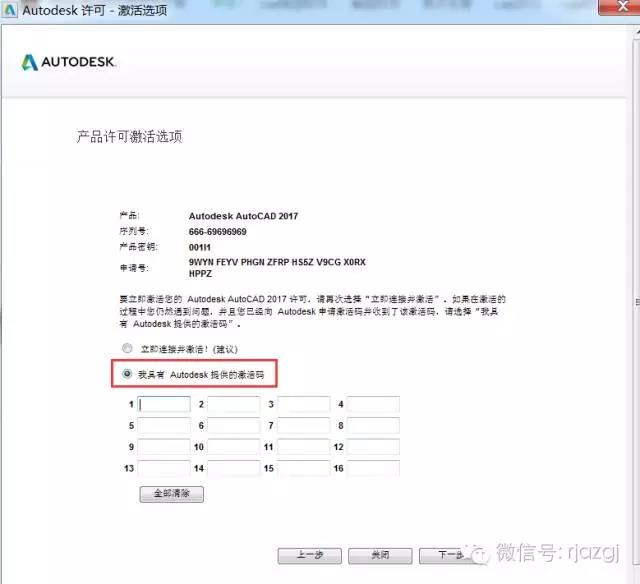 Autodesk 许可 - 激活选项
AUTODESK.
产品许可激活选项
产品: Autodesk AutoCAD 2017
序列号: 666-69696969
产品密钥: 001I1
申请号: 9WYN FEYV PHGN ZFRP HS5Z V9CG X0RX
HPPZ
要立即激活您的 Autodesk AutoCAD 2017 许可，请再次选择“立即连接并激活”。如果在激活的
过程中您仍然遇到问题，并且您已经向 Autodesk 申请激活码并收到了该激活码，请选择“我具
有 Autodesk 提供的激活码”。
立即连接并激活! (建议)
我具有 Autodesk 提供的激活码
1 2 3 4
5 6 7 8
9 10 11 12
13 14 15 16
全部清除
上一步 关闭 下一步
微信号: rjazgj